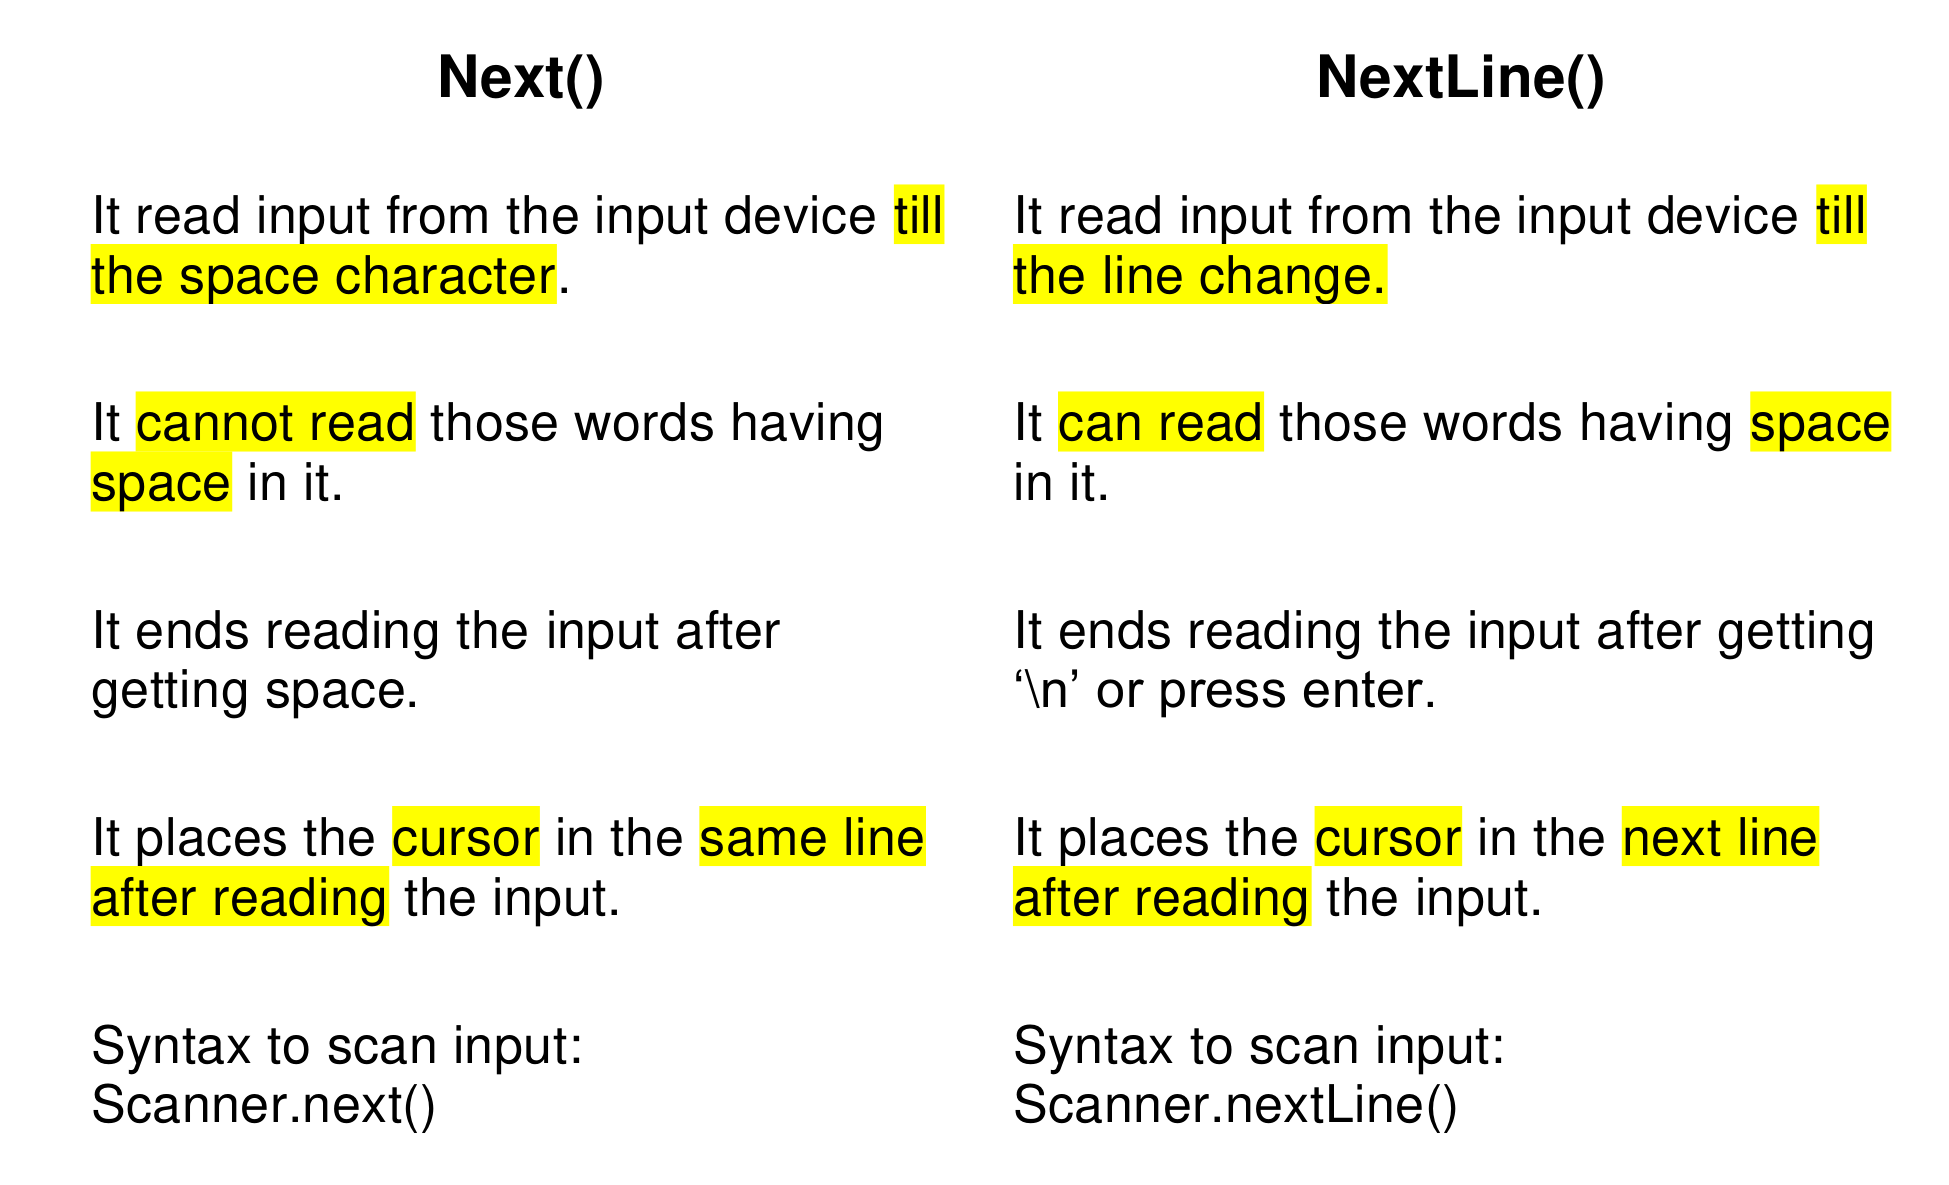 Next()
NextLine()
It read input from the input device till
the space character.
It read input from the input device till
the line change.
It cannot read those words having
space in it.
It can read those words having space
in it.
It ends reading the input after
getting space.
It ends reading the input after getting
‘\n’ or press enter.
It places the cursor in the same line
after reading the input.
It places the cursor in the next line
after reading the input.
Syntax to scan input:
Scanner.next()
Syntax to scan input:
Scanner.nextLine()